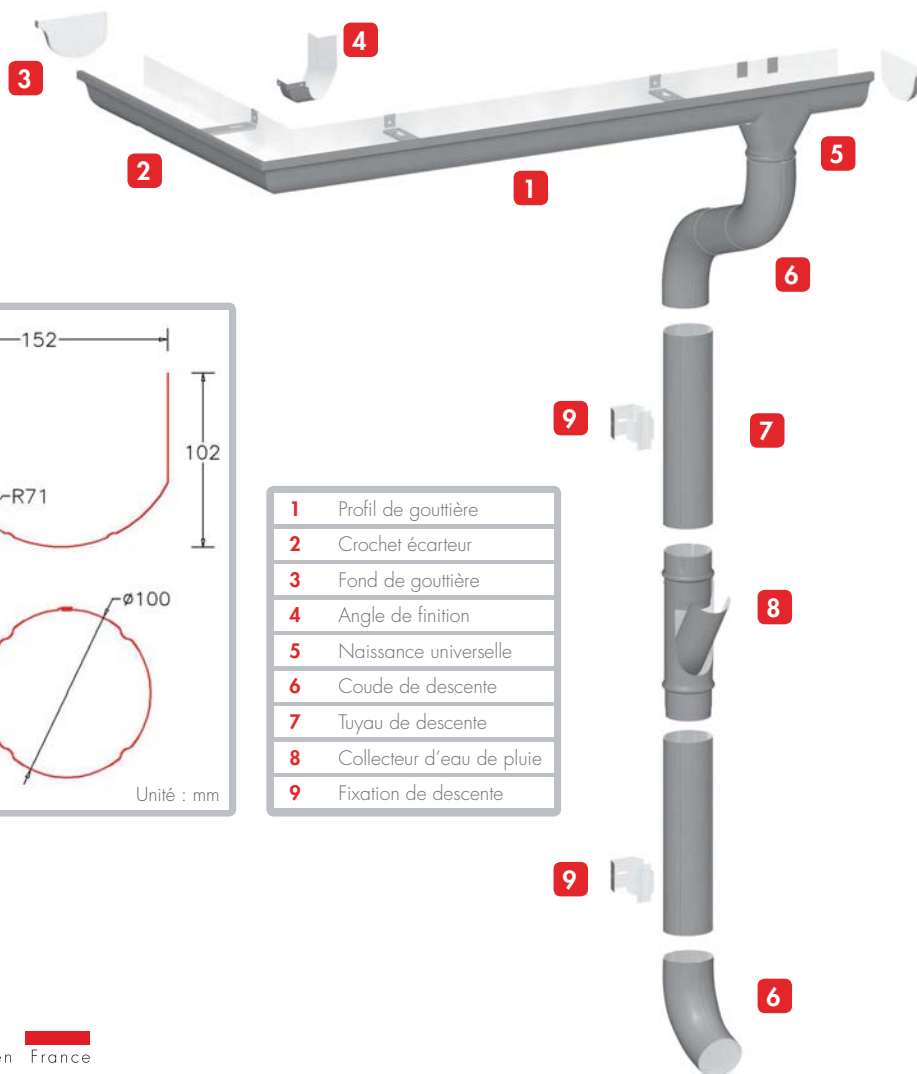 3
4
2
1
5
6
152
102
R71
ø100
Unité : mm
9
7
1 Profil de gouttière
2 Crochet écarteur
3 Fond de gouttière
4 Angle de finition
5 Naissance universelle
6 Coude de descente
7 Tuyau de descente
8 Collecteur d'eau de pluie
9 Fixation de descente
8
9
6
en France